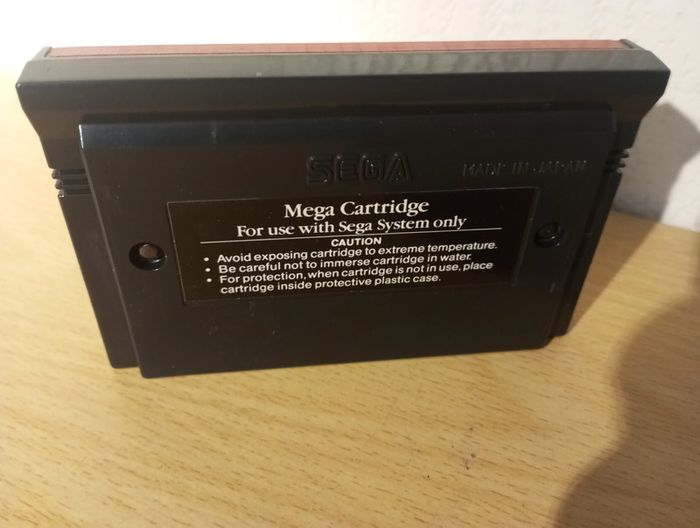 SEGA
MADE IN JAPAN
Mega Cartridge
For use with Sega System only
CAUTION
• Avoid exposing cartridge to extreme temperature.
• Be careful not to immerse cartridge in water.
• For protection, when cartridge is not in use, place
cartridge inside protective plastic case.